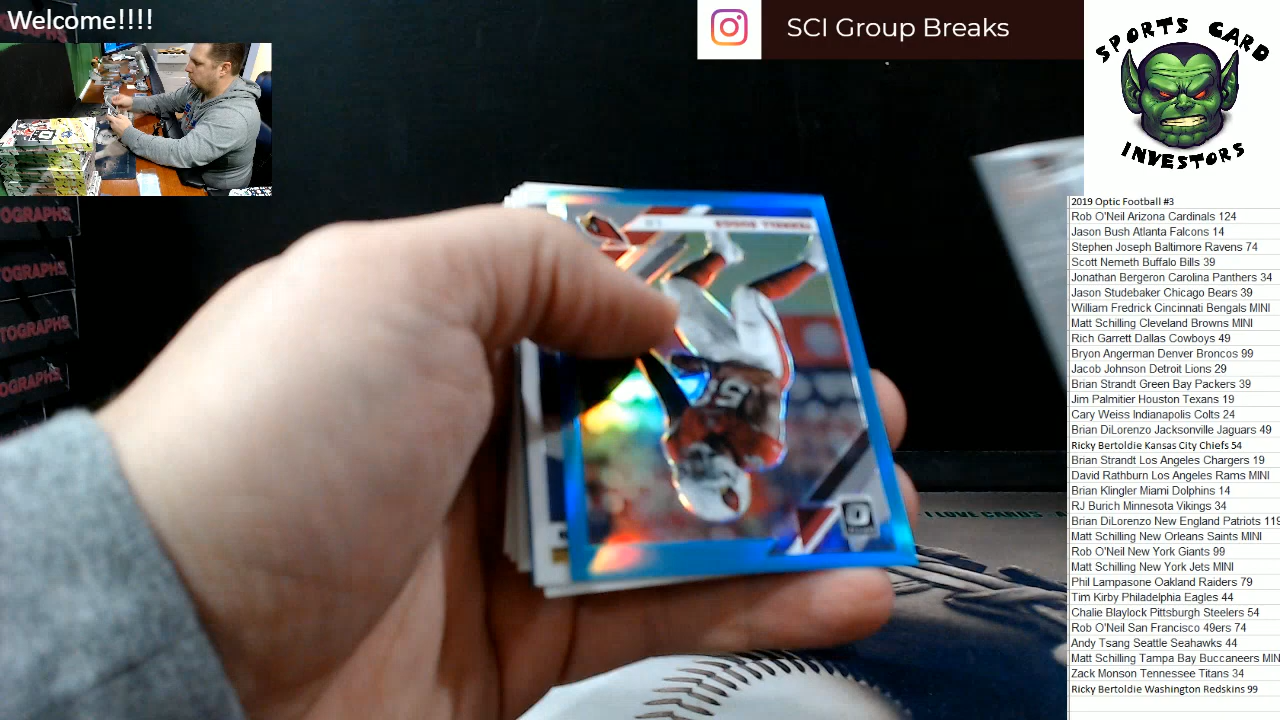 Welcome!!!!
SCI Group Breaks
SPORTS CARD
INVESTORS
TOGRAPHS
TOGRAPHS
TOGRAPHS
I LOVE CARDS
2019 Optic Football #3
Rob O'Neil Arizona Cardinals 124
Jason Bush Atlanta Falcons 14
Stephen Joseph Baltimore Ravens 74
Scott Nemeth Buffalo Bills 39
Jonathan Bergeron Carolina Panthers 34
Jason Studebaker Chicago Bears 39
William Fredrick Cincinnati Bengals MINI
Matt Schilling Cleveland Browns MINI
Rich Garrett Dallas Cowboys 49
Bryon Angerman Denver Broncos 99
Jacob Johnson Detroit Lions 29
Brian Strandt Green Bay Packers 39
Jim Palmitier Houston Texans 19
Cary Weiss Indianapolis Colts 24
Brian DiLorenzo Jacksonville Jaguars 49
Ricky Bertoldie Kansas City Chiefs 54
Brian Strandt Los Angeles Chargers 19
David Rathburn Los Angeles Rams MINI
Brian Klingler Miami Dolphins 14
RJ Burich Minnesota Vikings 34
Brian DiLorenzo New England Patriots 11
Matt Schilling New Orleans Saints MINI
Rob O'Neil New York Giants 99
Matt Schilling New York Jets MINI
Phil Lampasone Oakland Raiders 79
Tim Kirby Philadelphia Eagles 44
Chalie Blaylock Pittsburgh Steelers 54
Rob O'Neil San Francisco 49ers 74
Andy Tsang Seattle Seahawks 44
Matt Schilling Tampa Bay Buccaneers MIN
Zack Monson Tennessee Titans 34
Ricky Bertoldie Washington Redskins 99